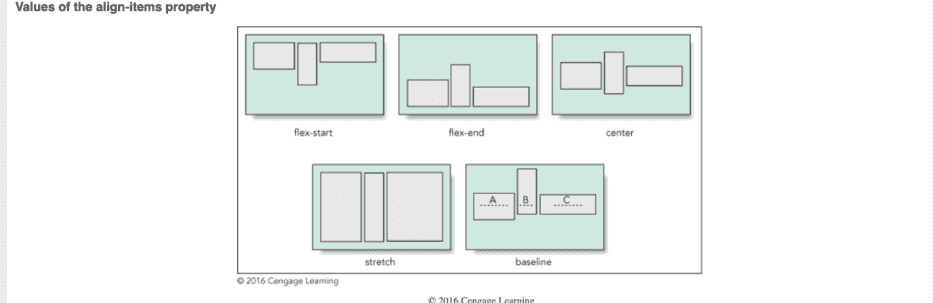 Values of the align-items property
flex-start flex-end center
A B C
stretch baseline
© 2016 Cengage Learning
© 2016 Cengage Learning